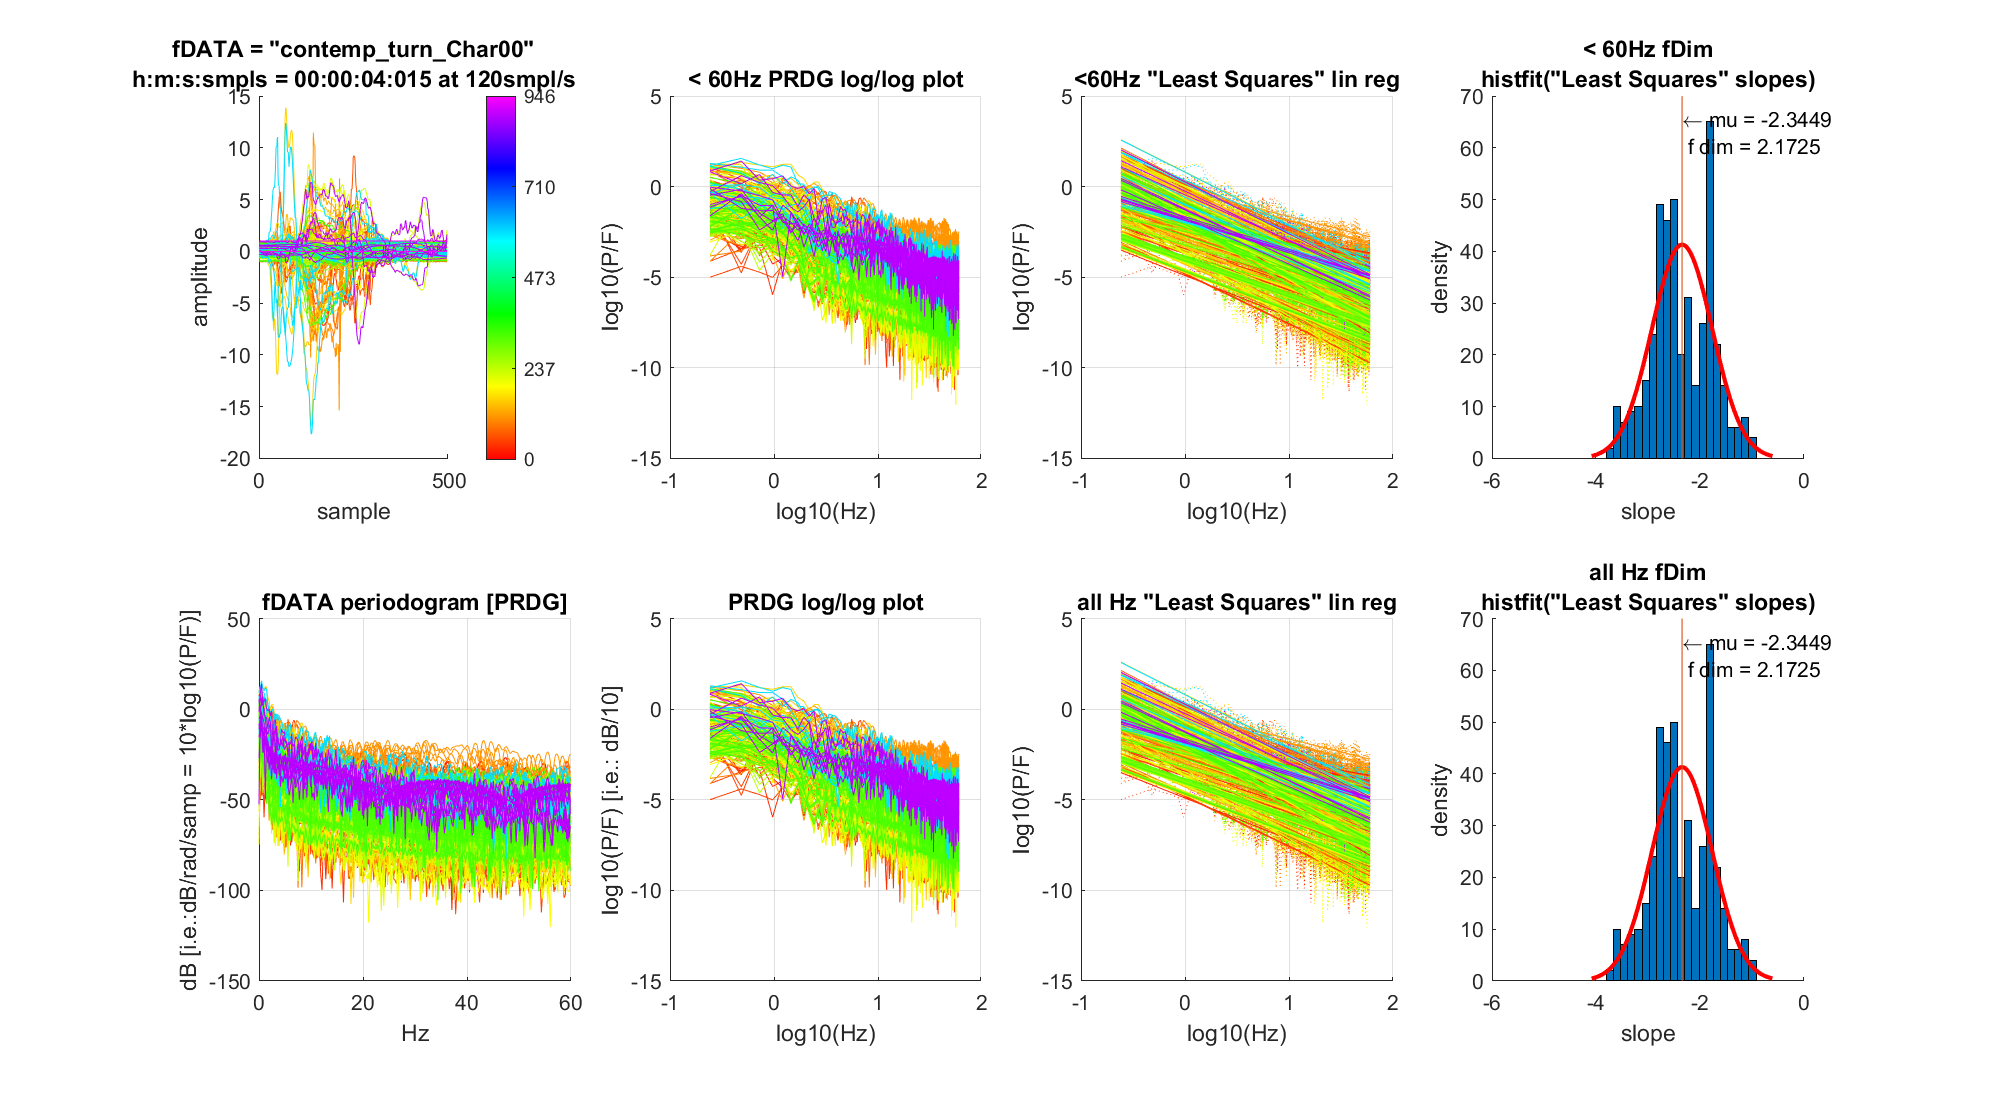 fDATA = "contemp_turn_Char00"
h:m:s:smpls = 00:00:04:015 at 120smpl/s
15
10
5
0
-5
-10
-15
-20
0
500
amplitude
sample
946
710
473
237
0
< 60Hz PRDG log/log plot
5
0
-5
-10
-15
-1
0
1
2
log10(P/F)
log10(Hz)
<60Hz "Least Squares" lin reg
5
0
-5
-10
-15
-1
0
1
2
log10(P/F)
log10(Hz)
< 60Hz fDim
histfit("Least Squares" slopes)
70
60
50
40
30
20
10
0
-6
-4
-2
0
density
slope
← mu = -2.3449
f dim = 2.1725
fDATA periodogram [PRDG]
50
0
-50
-100
-150
0
20
40
60
dB [i.e.:dB/rad/samp = 10*log10(P/F)]
Hz
PRDG log/log plot
5
0
-5
-10
-15
-1
0
1
2
log10(P/F) [i.e.: dB/10]
log10(Hz)
all Hz "Least Squares" lin reg
5
0
-5
-10
-15
-1
0
1
2
log10(P/F)
log10(Hz)
all Hz fDim
histfit("Least Squares" slopes)
70
60
50
40
30
20
10
0
-6
-4
-2
0
density
slope
← mu = -2.3449
f dim = 2.1725